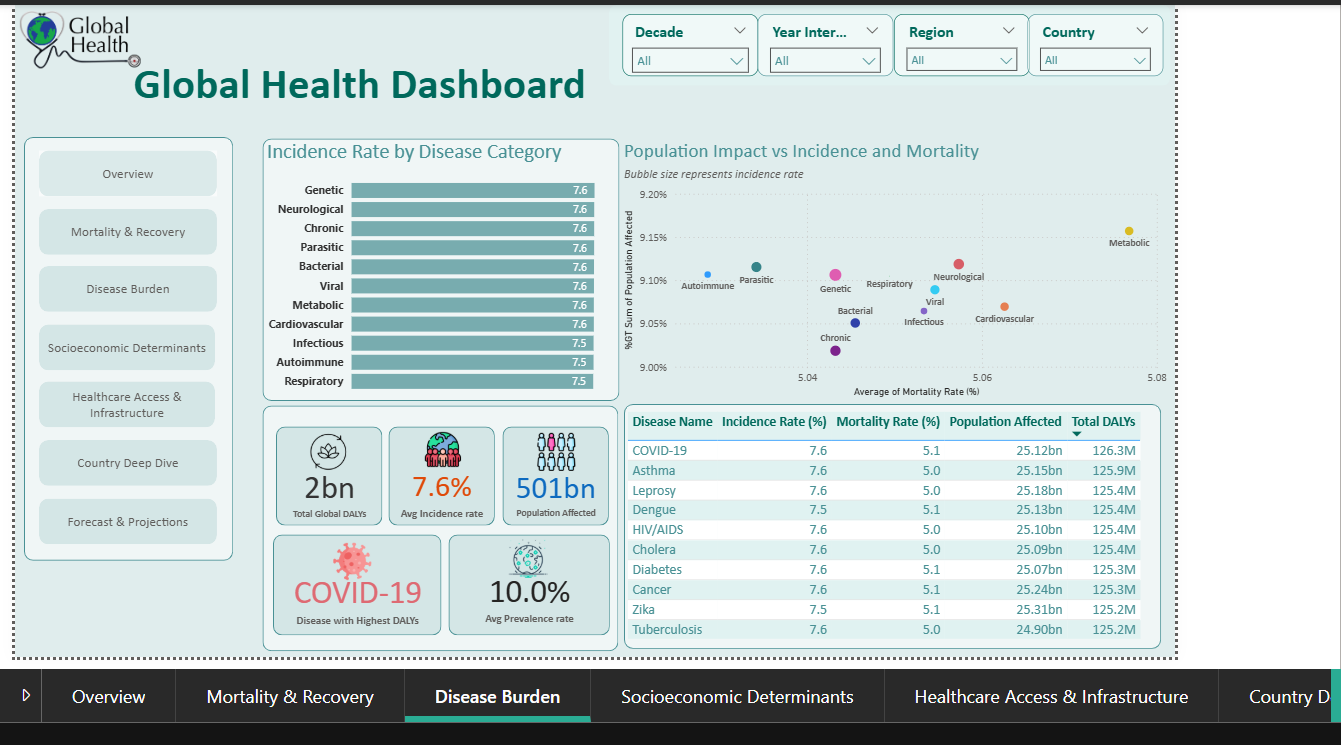 Global
Health
Global Health Dashboard
Decade
All
Year Inter...
All
Region
All
Country
All
Overview
Mortality & Recovery
Disease Burden
Socioeconomic Determinants
Healthcare Access &
Infrastructure
Country Deep Dive
Forecast & Projections
Incidence Rate by Disease Category
Genetic 7.6
Neurological 7.6
Chronic 7.6
Parasitic 7.6
Bacterial 7.6
Viral 7.6
Metabolic 7.6
Cardiovascular 7.6
Infectious 7.5
Autoimmune 7.5
Respiratory 7.5
Population Impact vs Incidence and Mortality
Bubble size represents incidence rate
%GT Sum of Population Affected
9.20%
9.15%
9.10%
9.05%
9.00%
Metabolic
Autoimmune
Parasitic
Genetic
Respiratory
Neurological
Viral
Bacterial
Infectious
Cardiovascular
Chronic
5.04 5.06 5.08
Average of Mortality Rate (%)
2bn
Total Global DALYs
7.6%
Avg Incidence rate
501bn
Population Affected
COVID-19
Disease with Highest DALYs
10.0%
Avg Prevalence rate
Disease Name Incidence Rate (%) Mortality Rate (%) Population Affected Total DALYs
COVID-19 7.6 5.1 25.12bn 126.3M
Asthma 7.6 5.0 25.15bn 125.9M
Leprosy 7.6 5.0 25.18bn 125.4M
Dengue 7.5 5.1 25.13bn 125.4M
HIV/AIDS 7.6 5.0 25.10bn 125.4M
Cholera 7.6 5.0 25.09bn 125.4M
Diabetes 7.6 5.1 25.07bn 125.3M
Cancer 7.6 5.1 25.24bn 125.3M
Zika 7.5 5.1 25.31bn 125.2M
Tuberculosis 7.6 5.0 24.90bn 125.2M
Overview Mortality & Recovery Disease Burden Socioeconomic Determinants Healthcare Access & Infrastructure Country D